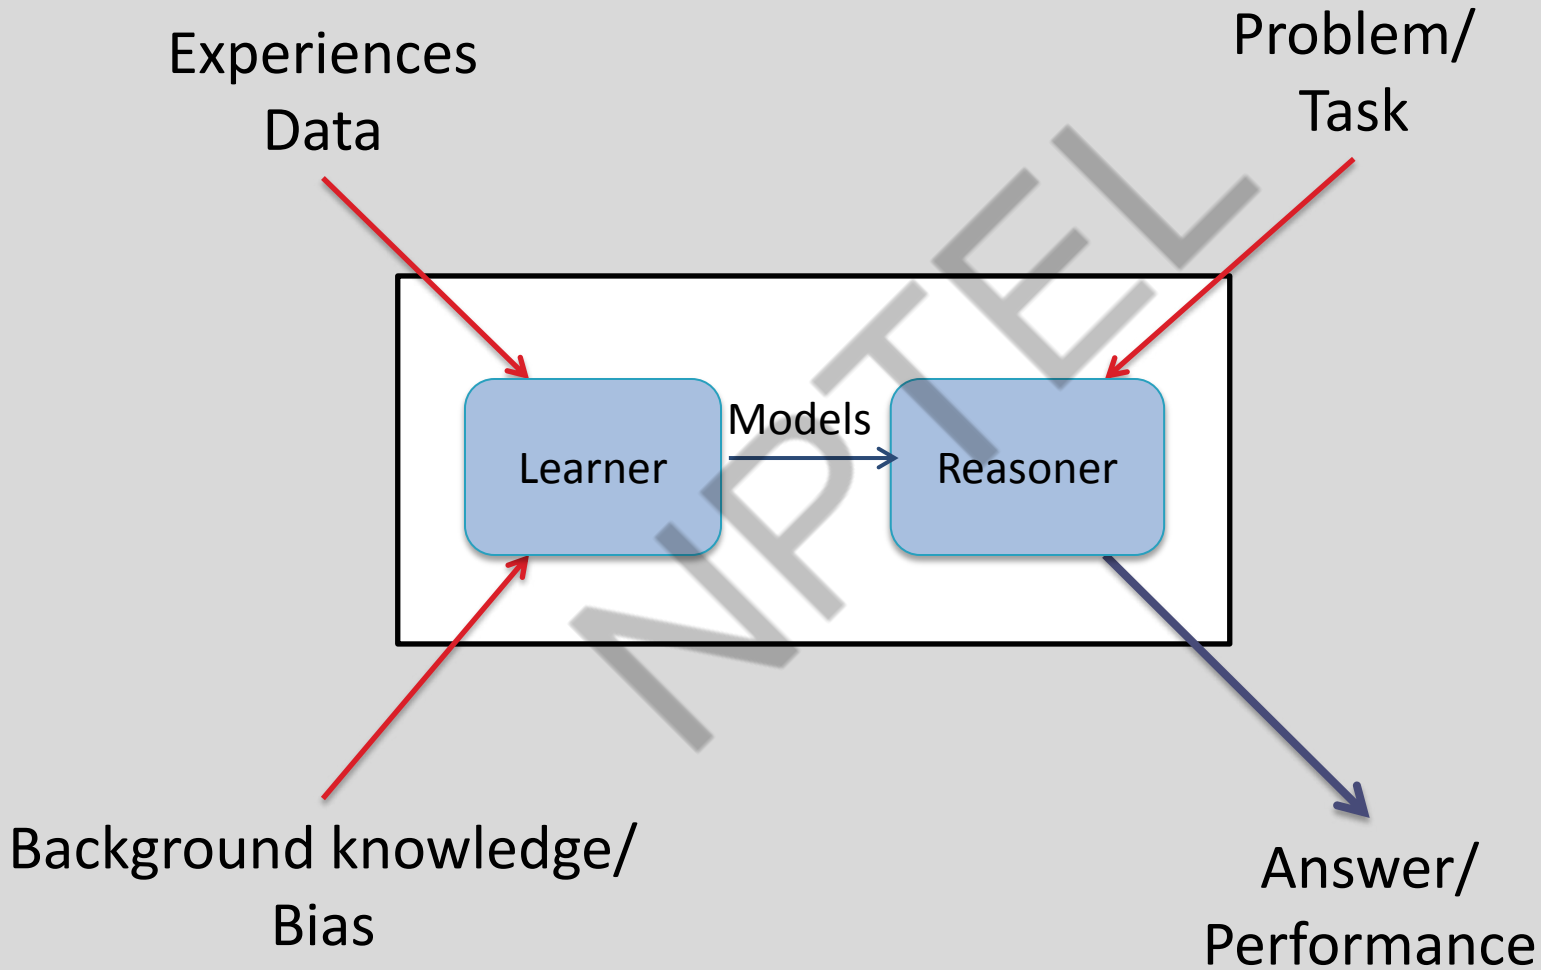 Experiences
Data
Problem/
Task
Models
Learner
Reasoner
NPTEL
Background knowledge/
Bias
Answer/
Performance